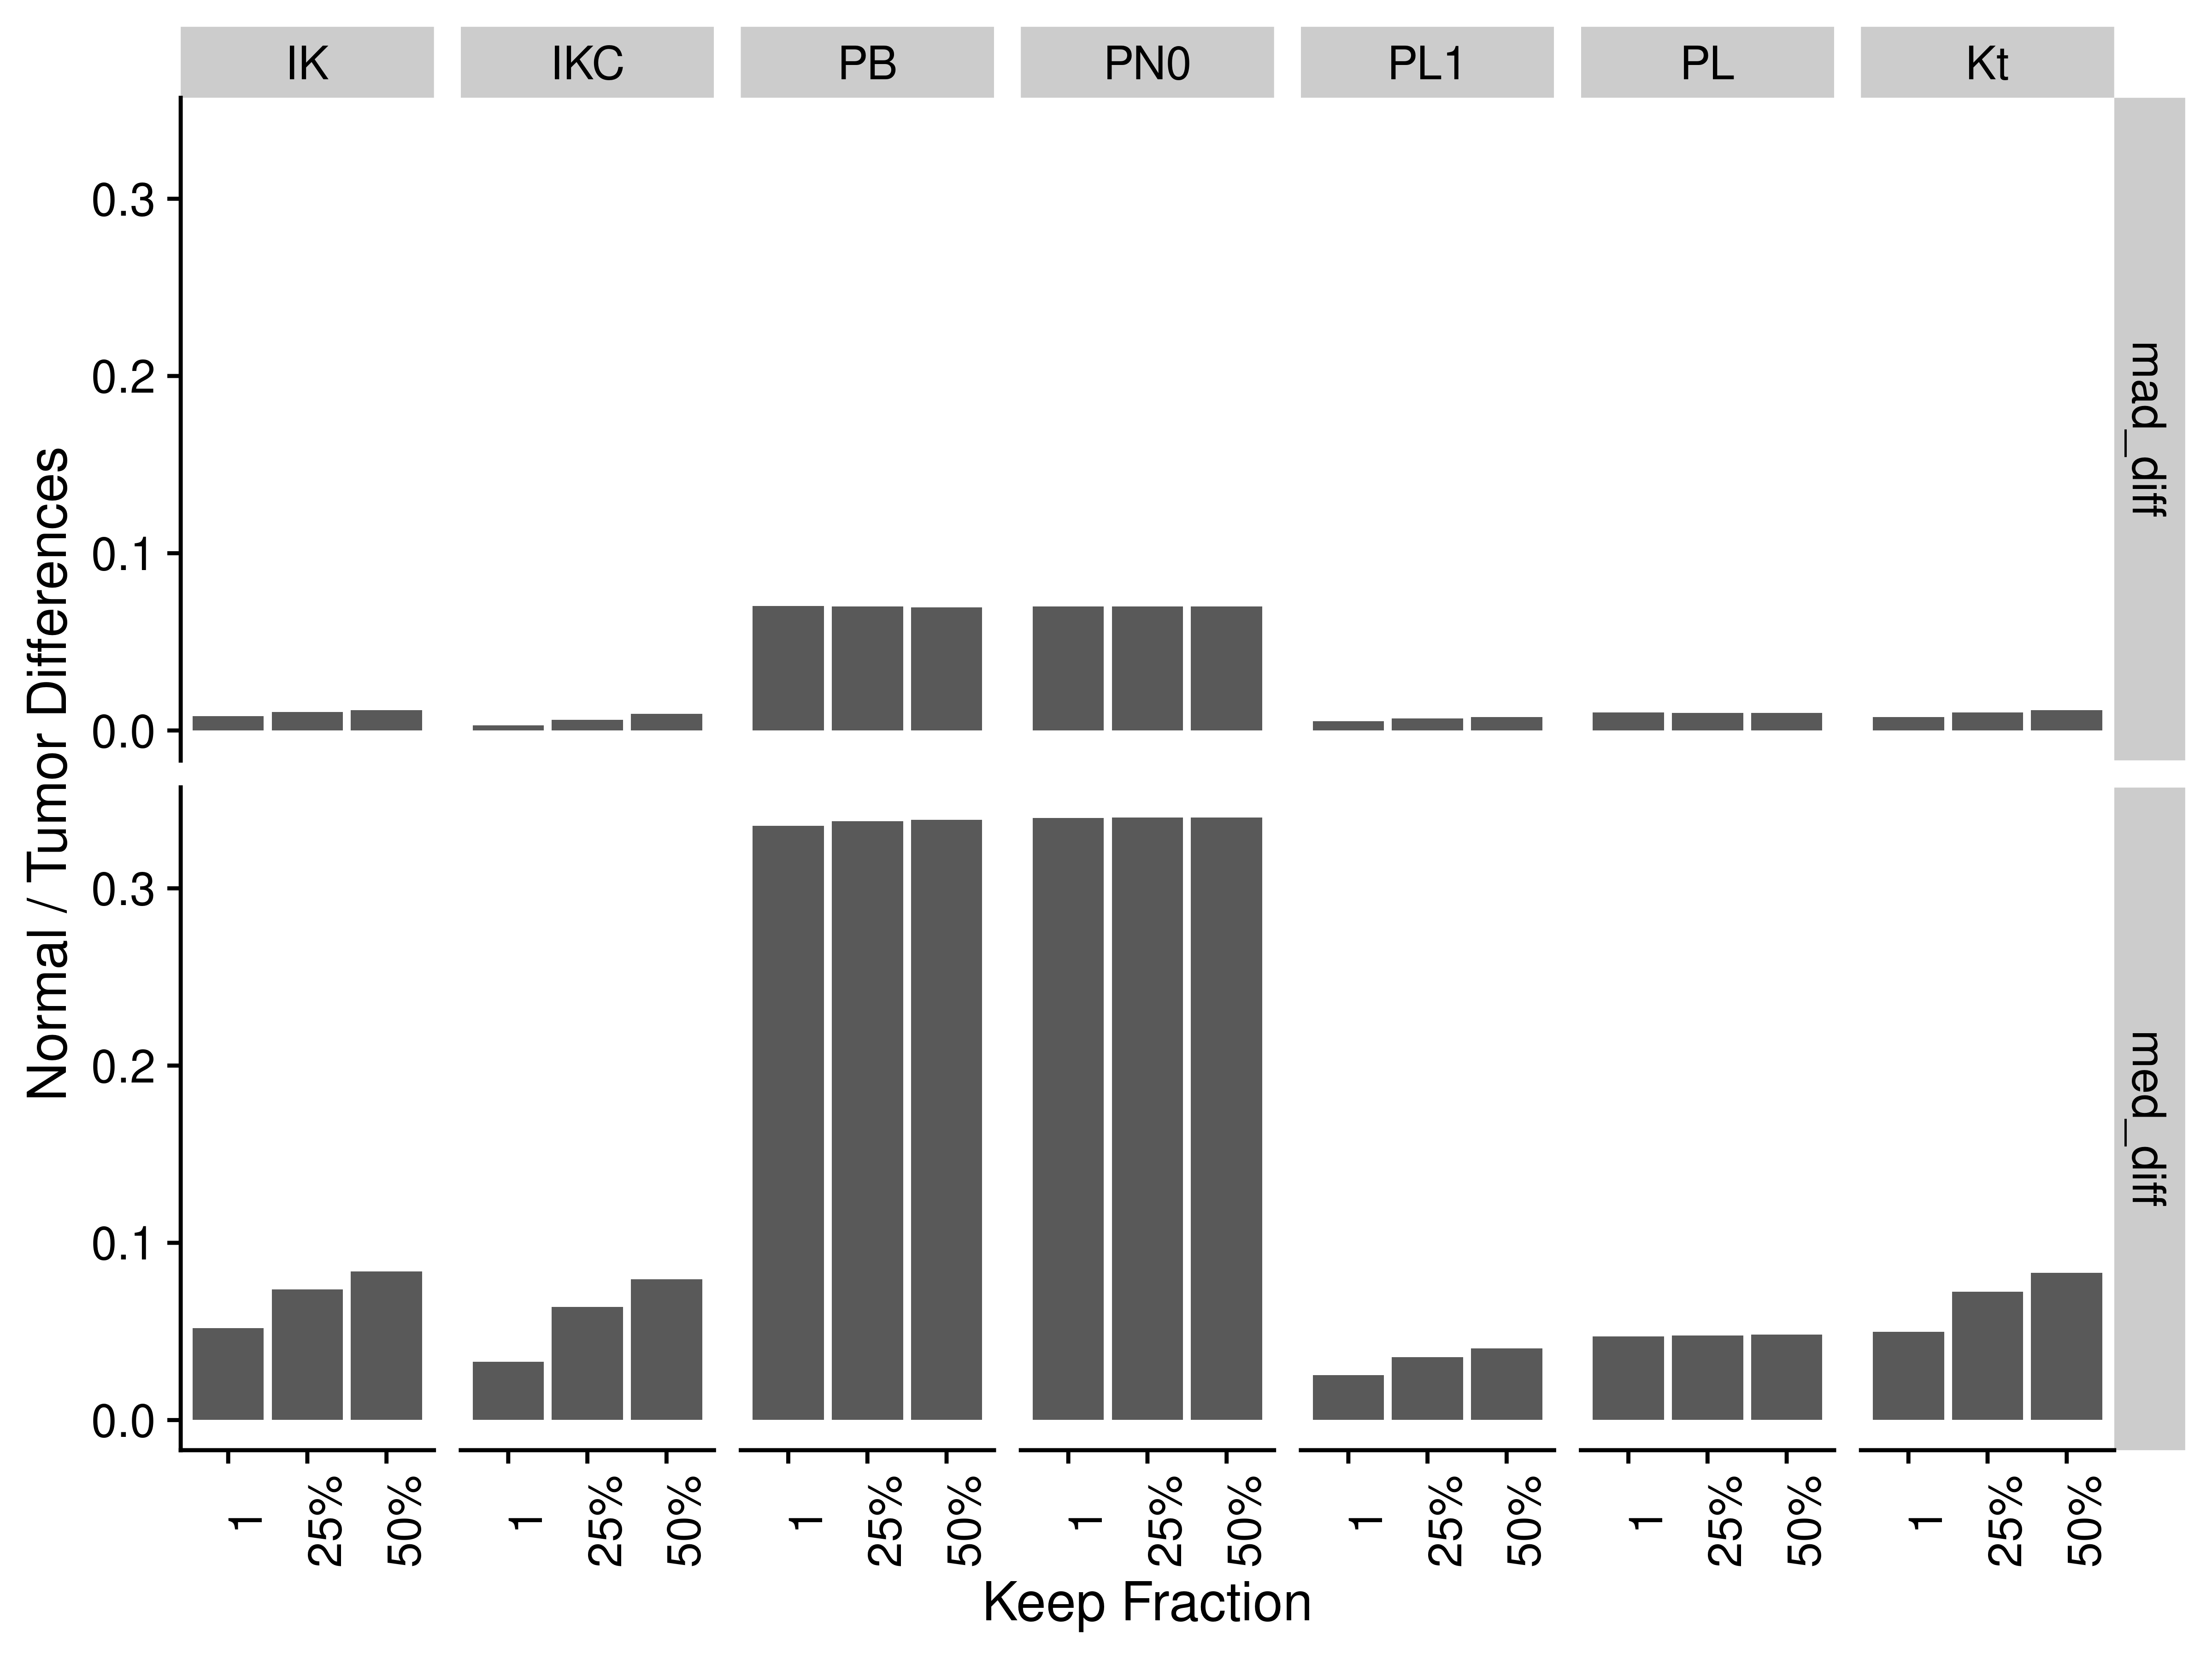 IK IKC PB PN0 PL1 PL Kt
Normal / Tumor Differences
0.3
0.2
0.1
0.0
mad_diff
0.3
0.2
0.1
0.0
med_diff
1 25% 50% 1 25% 50% 1 25% 50% 1 25% 50% 1 25% 50% 1 25% 50% 1 25% 50%
Keep Fraction